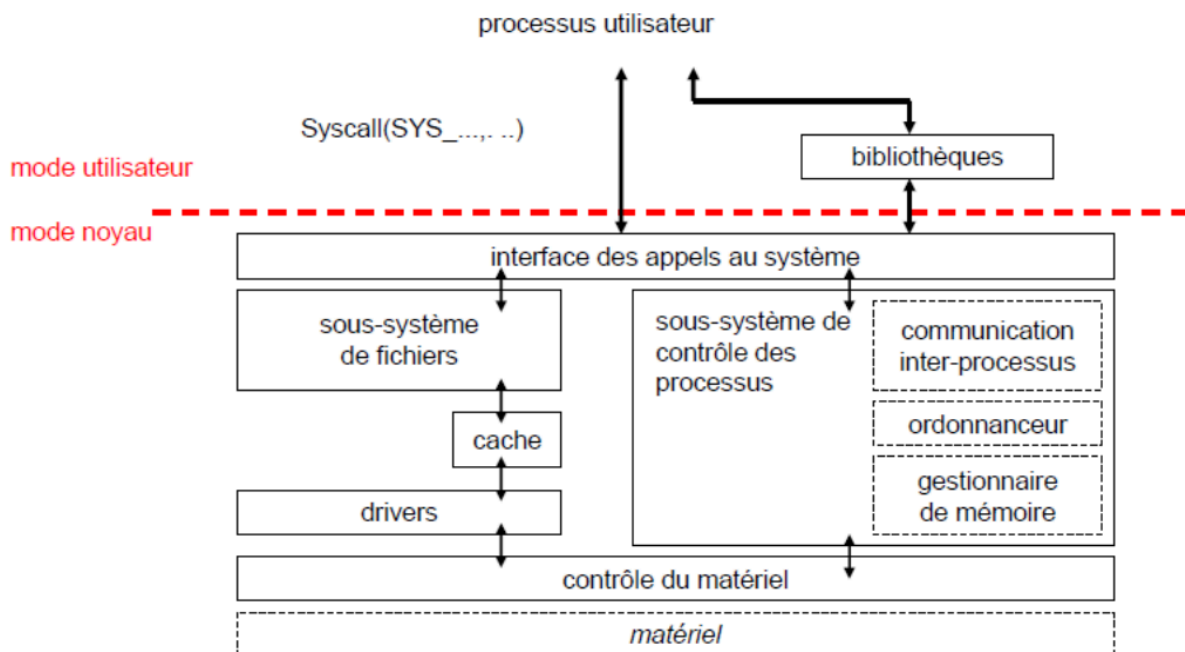 processus utilisateur
Syscall(SYS_...,. ..)
bibliothèques
mode utilisateur
mode noyau
interface des appels au système
sous-système
de fichiers
sous-système de
contrôle des
processus
communication
inter-processus
ordonnanceur
cache
gestionnaire
de mémoire
drivers
contrôle du matériel
matériel